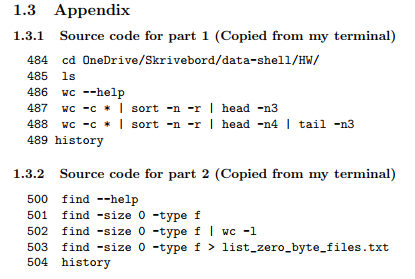 1.3 Appendix
1.3.1 Source code for part 1 (Copied from my terminal)
484 cd OneDrive/Skrivebord/data-shell/HW/
485 ls
486 wc --help
487 wc -c * | sort -n -r | head -n3
488 wc -c * | sort -n -r | head -n4 | tail -n3
489 history
1.3.2 Source code for part 2 (Copied from my terminal)
500 find --help
501 find -size 0 -type f
502 find -size 0 -type f | wc -l
503 find -size 0 -type f > list_zero_byte_files.txt
504 history